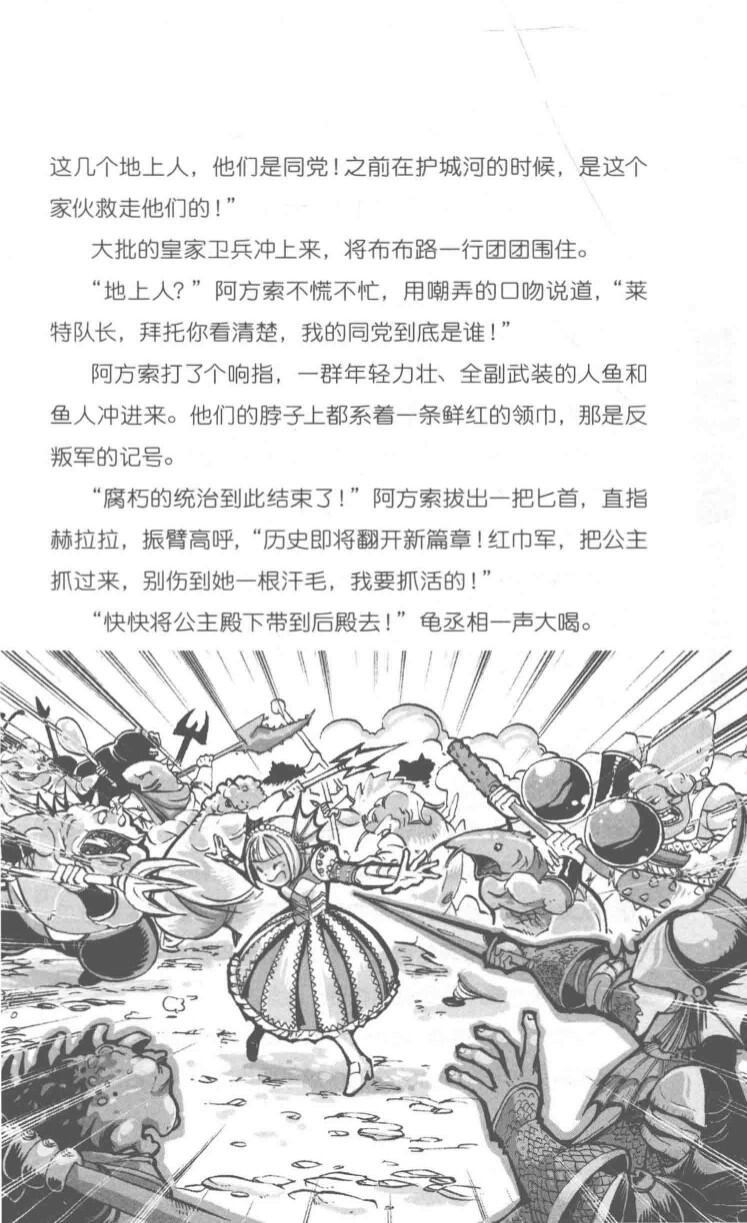 这几个地上人，他们是同党！之前在护城河的时候，是这个
家伙救走他们的！”
大批的皇家卫兵冲上来，将布布路一行团团围住。
“地上人？”阿方索不慌不忙，用嘲弄的口吻说道，“莱
特队长，拜托你看清楚，我的同党到底是谁！”
阿方索打了个响指，一群年轻力壮、全副武装的人鱼和
鱼人冲进来。他们的脖子上都系着一条鲜红的领巾，那是反
叛军的记号。
“腐朽的统治到此结束了！”阿方索拔出一把匕首，直指
赫拉拉，振臂高呼，“历史即将翻开新篇章！红巾军，把公主
抓过来，别伤到她一根汗毛，我要抓活的！”
“快快将公主殿下带到后殿去！”龟丞相一声大喝。